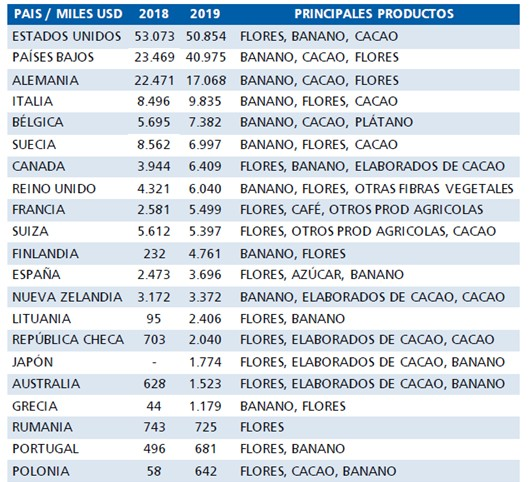 PAIS / MILES USD 2018 2019 PRINCIPALES PRODUCTOS
ESTADOS UNIDOS 53.073 50.854 FLORES, BANANO, CACAO
PAÍSES BAJOS 23.469 40.975 BANANO, CACAO, FLORES
ALEMANIA 22.471 17.068 BANANO, CACAO, FLORES
ITALIA 8.496 9.835 BANANO, FLORES, CACAO
BÉLGICA 5.695 7.382 BANANO, CACAO, PLÁTANO
SUECIA 8.562 6.997 BANANO, FLORES, CACAO
CANADA 3.944 6.409 FLORES, BANANO, ELABORADOS DE CACAO
REINO UNIDO 4.321 6.040 BANANO, FLORES, OTRAS FIBRAS VEGETALES
FRANCIA 2.581 5.499 FLORES, CAFÉ, OTROS PROD AGRICOLAS
SUIZA 5.612 5.397 FLORES, OTROS PROD AGRICOLAS, CACAO
FINLANDIA 232 4.761 BANANO, FLORES
ESPAÑA 2.473 3.696 FLORES, AZÚCAR, BANANO
NUEVA ZELANDIA 3.172 3.372 BANANO, ELABORADOS DE CACAO, CACAO
LITUANIA 95 2.406 FLORES, BANANO
REPÚBLICA CHECA 703 2.040 FLORES, ELABORADOS DE CACAO, CACAO
JAPÓN - 1.774 FLORES, ELABORADOS DE CACAO, BANANO
AUSTRALIA 628 1.523 FLORES, ELABORADOS DE CACAO, BANANO
GRECIA 44 1.179 BANANO, FLORES
RUMANIA 743 725 FLORES
PORTUGAL 496 681 FLORES, BANANO
POLONIA 58 642 FLORES, CACAO, BANANO